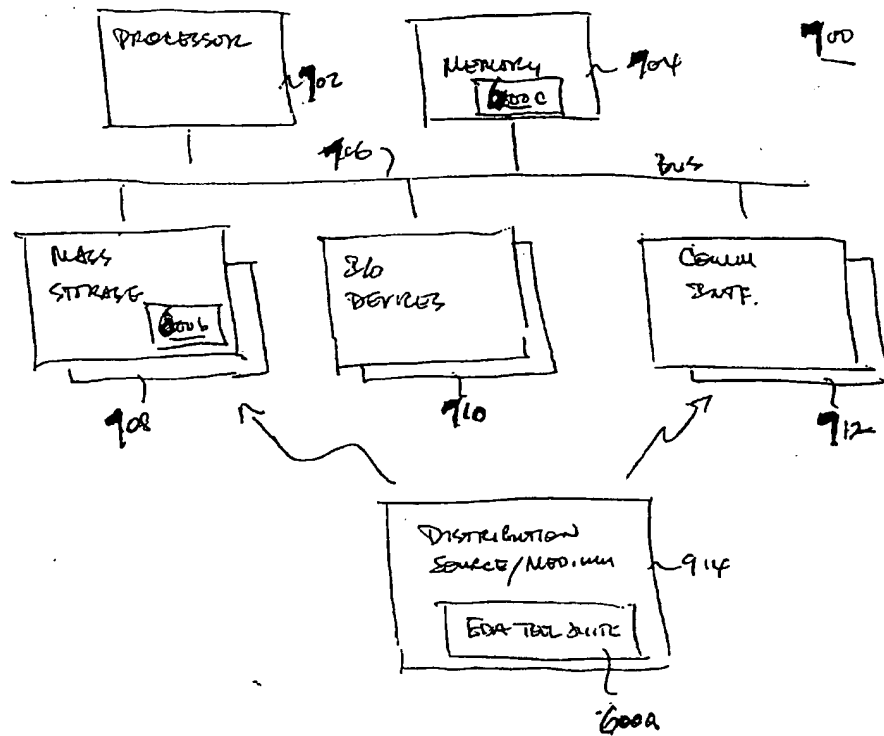 PROCESSOR
902
MEMORY
600c
904
900
906
BUS
MASS
STORAGE
600b
908
I/O
DEVICES
910
COMM
INTF.
912
DISTRIBUTION
SOURCE/MEDIUM
914
EDA TOOL SUITE
600a